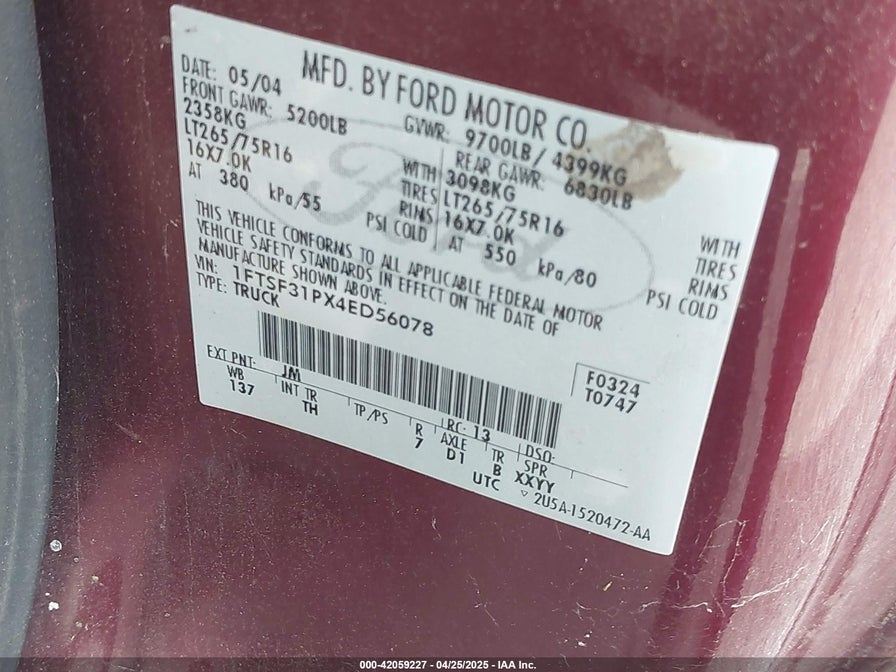 MFD. BY FORD MOTOR CO.
DATE: 05/04 GVWR: 9700LB/ 4399KG
FRONT GAWR: 5200LB REAR GAWR: 6830LB
2358KG WITH 3098KG WITH
LT265/75R16 TIRES LT265/75R16 TIRES
16X7.0K RIMS 16X7.0K RIMS
AT 380 kPa/55 PSI COLD AT 550 kPa/80 PSI COLD
THIS VEHICLE CONFORMS TO ALL APPLICABLE FEDERAL MOTOR
VEHICLE SAFETY STANDARDS IN EFFECT ON THE DATE OF
MANUFACTURE SHOWN ABOVE.
VIN: 1FTSF31PX4ED56078
TYPE: TRUCK
F0324
T0747
EXT PNT: JM RC: 13 DSO:
WB INT TR TP/PS R AXLE TR SPR
137 TH 7 D1 B XXYY
UTC ▽ 2U5A-1520472-AA
Ford
000-42059227 - 04/25/2025 - IAA Inc.